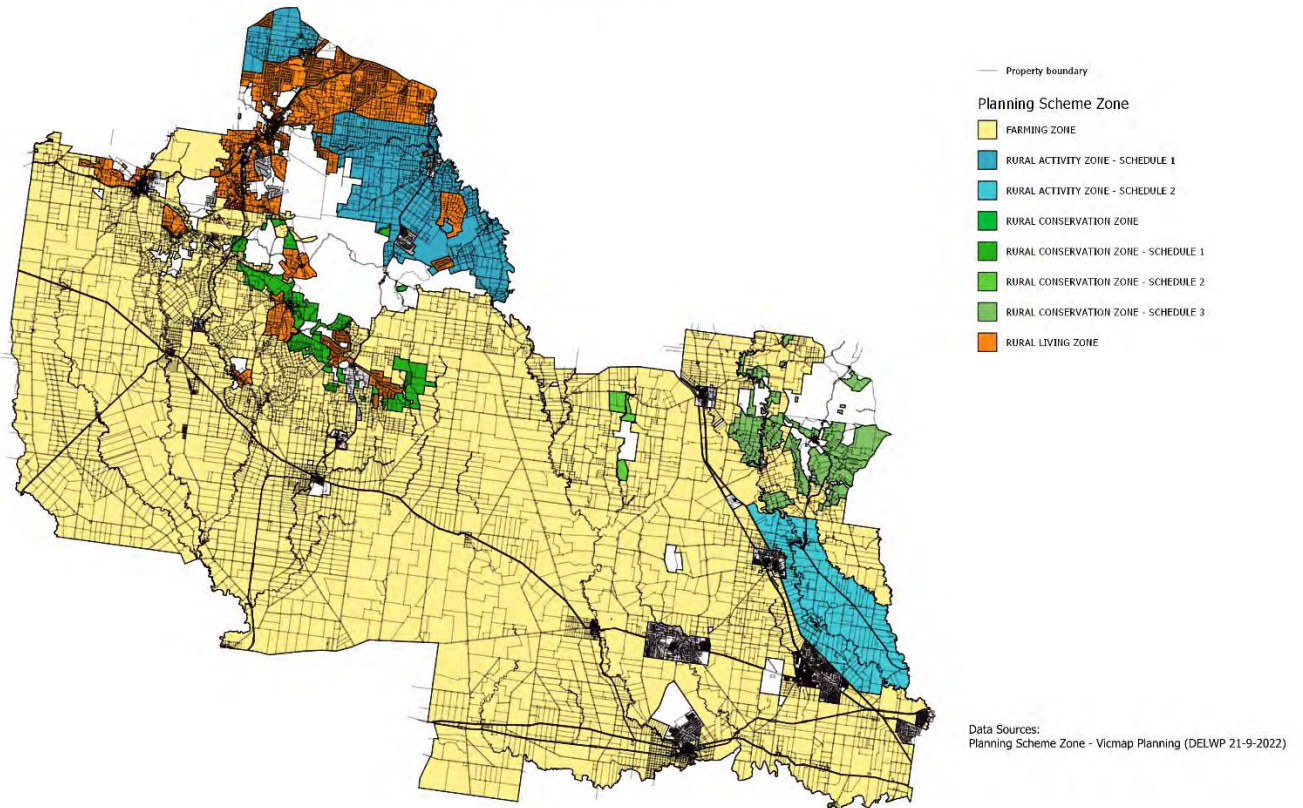 Property boundary
Planning Scheme Zone
FARMING ZONE
RURAL ACTIVITY ZONE - SCHEDULE 1
RURAL ACTIVITY ZONE - SCHEDULE 2
RURAL CONSERVATION ZONE
RURAL CONSERVATION ZONE - SCHEDULE 1
RURAL CONSERVATION ZONE - SCHEDULE 2
RURAL CONSERVATION ZONE - SCHEDULE 3
RURAL LIVING ZONE
Data Sources:
Planning Scheme Zone - Vicmap Planning (DELWP 21-9-2022)